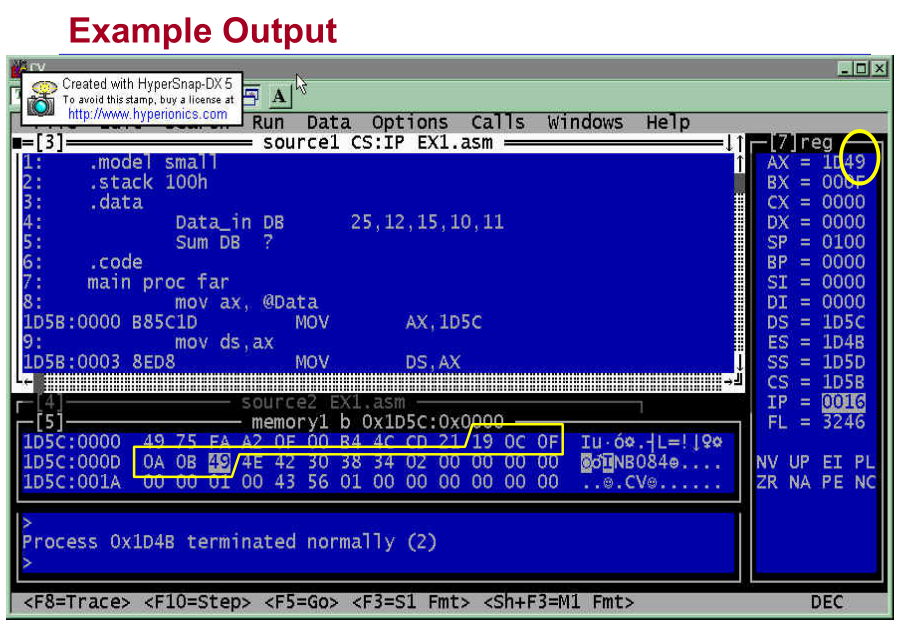 Example Output
CV
Created with HyperSnap-DX 5
To avoid this stamp, buy a license at
http://www.hyperionics.com
A
Run Data Options Calls Windows Help
[3] source1 CS:IP EX1.asm
1: .model small
2: .stack 100h
3: .data
4: Data_in DB 25,12,15,10,11
5: Sum DB ?
6: .code
7: main proc far
8: mov ax, @Data
1D5B:0000 B85C1D MOV AX,1D5C
9: mov ds,ax
1D5B:0003 8ED8 MOV DS,AX
[4] source2 EX1.asm
[5] memory1 b 0x1D5C:0x0000
1D5C:0000 49 75 FA A2 0F 00 B4 4C CD 21 19 0C 0F Iu·ó¤.┤L=!↓♀¤
1D5C:000D 0A 0B 49 4E 42 30 38 34 02 00 00 00 00 ◙♂INB084☻....
1D5C:001A 00 00 01 00 43 56 01 00 00 00 00 00 00 ..☺.CV☺......
>
Process 0x1D4B terminated normally (2)
>
[7]reg
AX = 1D49
BX = 000F
CX = 0000
DX = 0000
SP = 0100
BP = 0000
SI = 0000
DI = 0000
DS = 1D5C
ES = 1D4B
SS = 1D5D
CS = 1D5B
IP = 0016
FL = 3246
NV UP EI PL
ZR NA PE NC
<F8=Trace> <F10=Step> <F5=Go> <F3=S1 Fmt> <Sh+F3=M1 Fmt> DEC